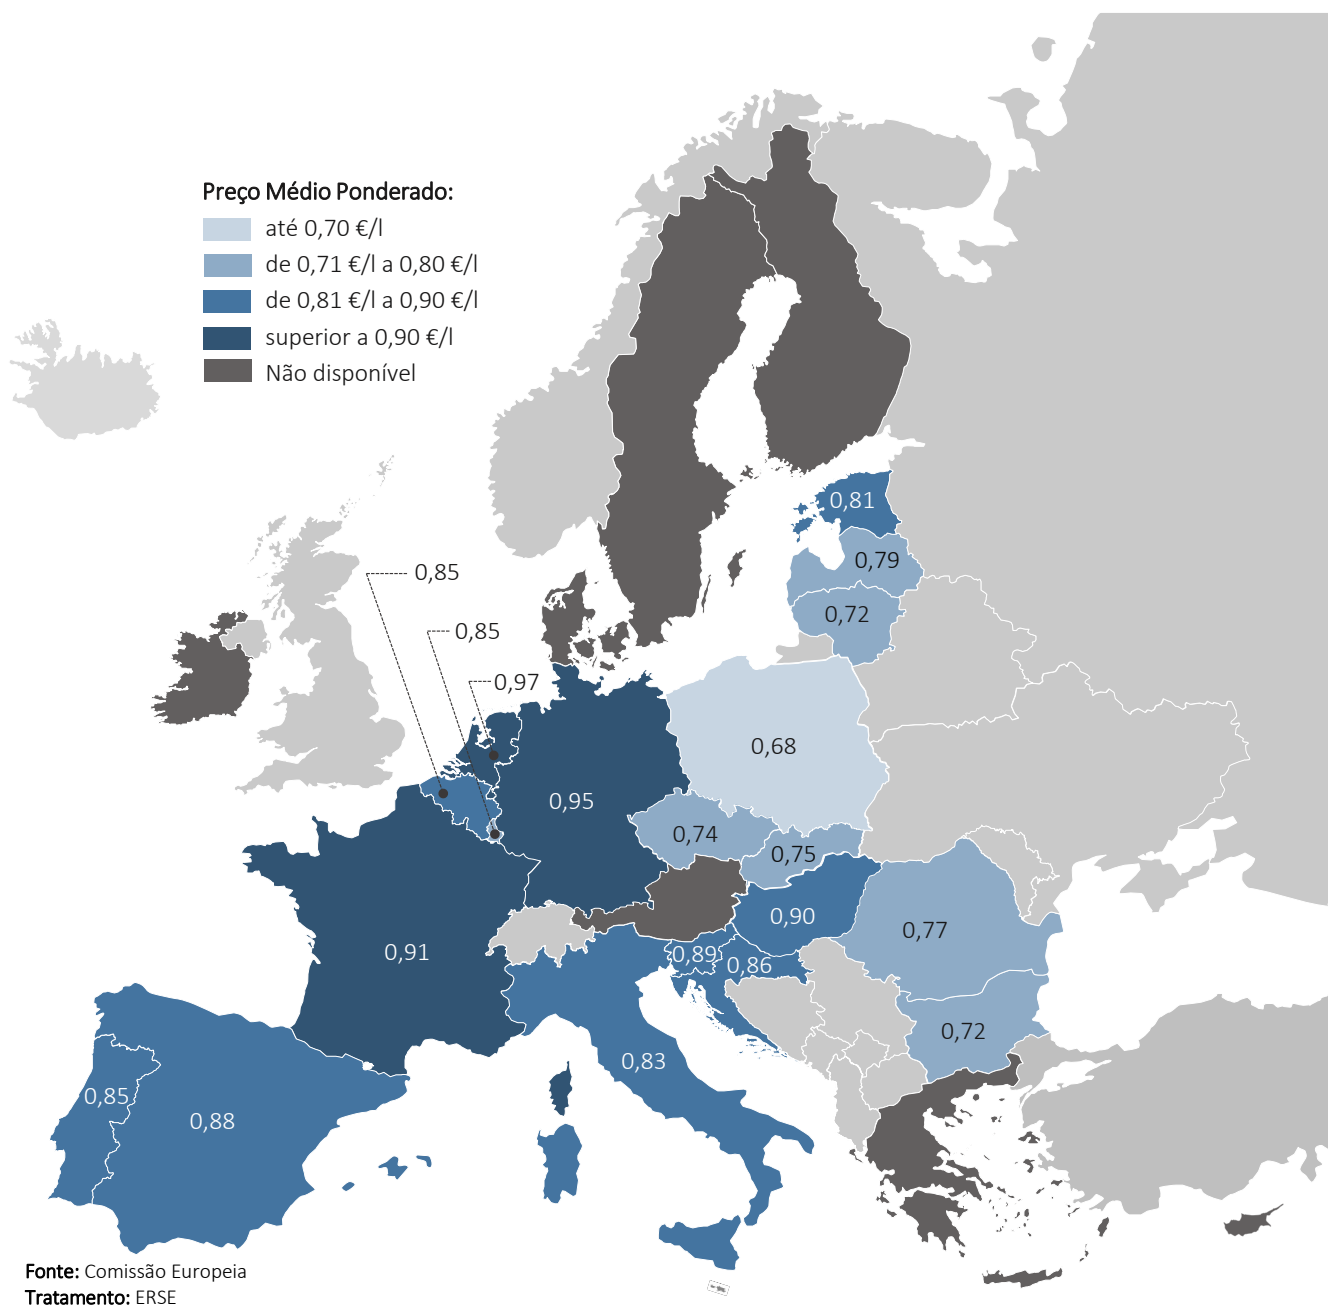 Preço Médio Ponderado:
até 0,70 €/l
de 0,71 €/l a 0,80 €/l
de 0,81 €/l a 0,90 €/l
superior a 0,90 €/l
Não disponível
0,81
0,79
0,85
0,72
0,85
0,97
0,68
0,95
0,74
0,75
0,90
0,77
0,91
0,89
0,86
0,72
0,83
0,85
0,88
Fonte: Comissão Europeia
Tratamento: ERSE